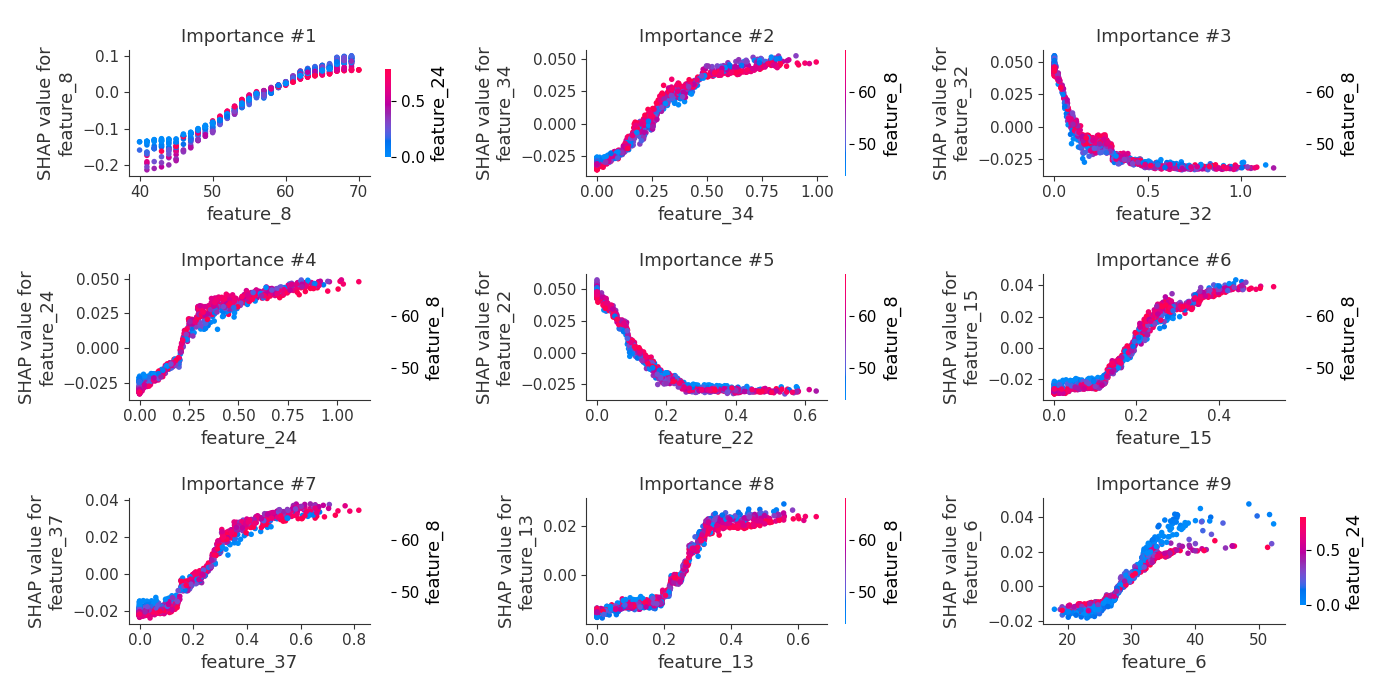 Importance #1
SHAP value for
feature_8
0.1
0.0
−0.1
−0.2
40
50
60
70
feature_8
0.5
0.0
feature_24
Importance #2
SHAP value for
feature_34
0.050
0.025
0.000
−0.025
0.00
0.25
0.50
0.75
1.00
feature_34
60
50
feature_8
Importance #3
SHAP value for
feature_32
0.050
0.025
0.000
−0.025
0.0
0.5
1.0
feature_32
60
50
feature_8
Importance #4
SHAP value for
feature_24
0.050
0.025
0.000
−0.025
0.00
0.25
0.50
0.75
1.00
feature_24
60
50
feature_8
Importance #5
SHAP value for
feature_22
0.050
0.025
0.000
−0.025
0.0
0.2
0.4
0.6
feature_22
60
50
feature_8
Importance #6
SHAP value for
feature_15
0.04
0.02
0.00
−0.02
0.0
0.2
0.4
feature_15
60
50
feature_8
Importance #7
SHAP value for
feature_37
0.04
0.02
0.00
−0.02
0.0
0.2
0.4
0.6
0.8
feature_37
60
50
feature_8
Importance #8
SHAP value for
feature_13
0.02
0.00
0.0
0.2
0.4
0.6
feature_13
60
50
feature_8
Importance #9
SHAP value for
feature_6
0.04
0.02
0.00
−0.02
20
30
40
50
feature_6
0.5
0.0
feature_24